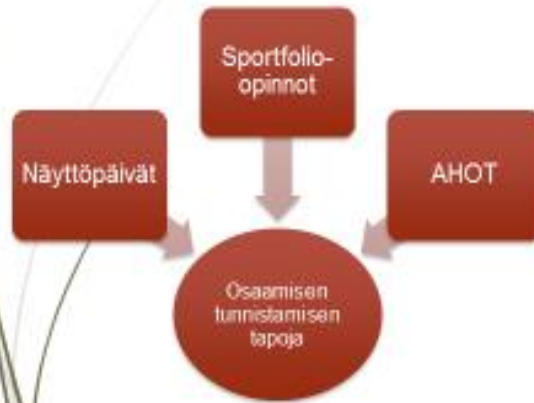 Sportfolio-
opinnot
Näyttöpäivät
AHOT
Osaamisen
tunnistamisen
tapoja